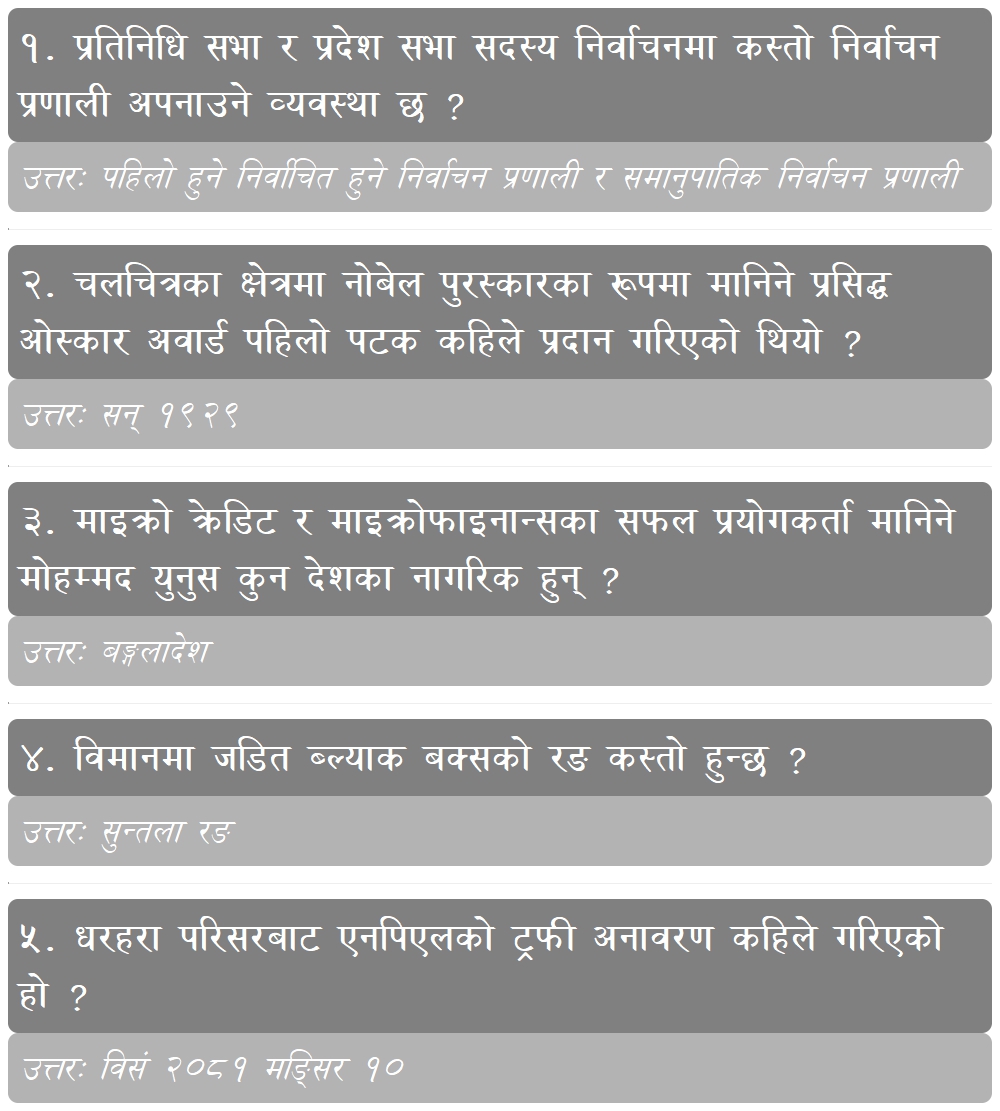 १. प्रतिनिधि सभा र प्रदेश सभा सदस्य निर्वाचनमा कस्तो निर्वाचन
प्रणाली अपनाउने व्यवस्था छ ?
उत्तरः पहिलो हुने निर्वाचित हुने निर्वाचन प्रणाली र समानुपातिक निर्वाचन प्रणाली
२. चलचित्रका क्षेत्रमा नोबेल पुरस्कारका रूपमा मानिने प्रसिद्ध
ओस्कार अवार्ड पहिलो पटक कहिले प्रदान गरिएको थियो ?
उत्तरः सन् १९२९
३. माइक्रो क्रेडिट र माइक्रोफाइनान्सका सफल प्रयोगकर्ता मानिने
मोहम्मद युनुस कुन देशका नागरिक हुन् ?
उत्तरः बङ्गलादेश
४. विमानमा जडित ब्ल्याक बक्सको रङ कस्तो हुन्छ ?
उत्तरः सुन्तला रङ
५. धरहरा परिसरबाट एनपिएलको ट्रफी अनावरण कहिले गरिएको
हो ?
उत्तरः विसं २०८१ मङ्सिर १०